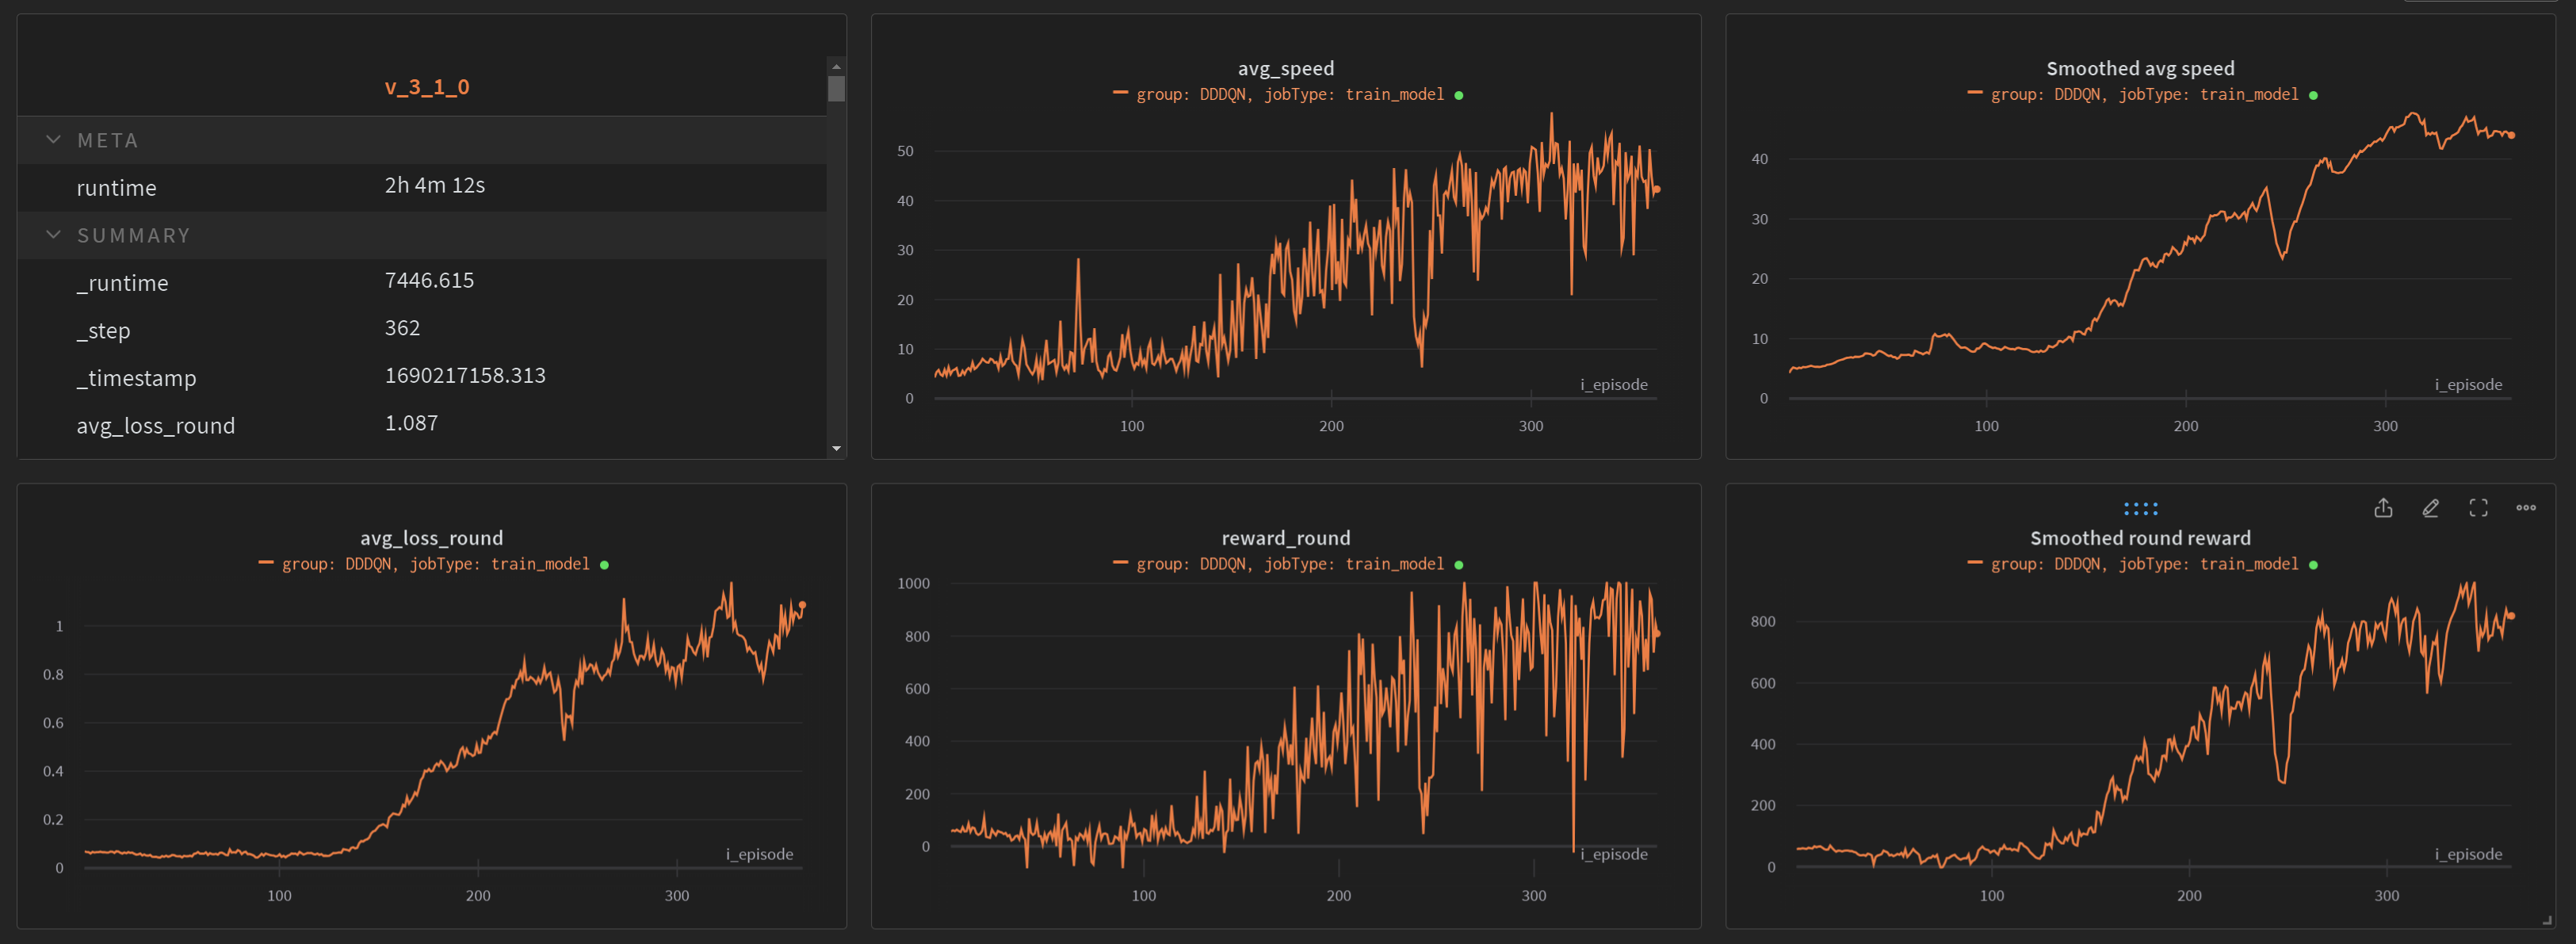 v_3_1_0
META
runtime 2h 4m 12s
SUMMARY
_runtime 7446.615
_step 362
_timestamp 1690217158.313
avg_loss_round 1.087
avg_speed
group: DDDQN, jobType: train_model
50
40
30
20
10
0
i_episode
100 200 300
Smoothed avg speed
group: DDDQN, jobType: train_model
40
30
20
10
0
i_episode
100 200 300
avg_loss_round
group: DDDQN, jobType: train_model
1
0.8
0.6
0.4
0.2
0
i_episode
100 200 300
reward_round
group: DDDQN, jobType: train_model
1000
800
600
400
200
0
i_episode
100 200 300
Smoothed round reward
group: DDDQN, jobType: train_model
800
600
400
200
0
i_episode
100 200 300